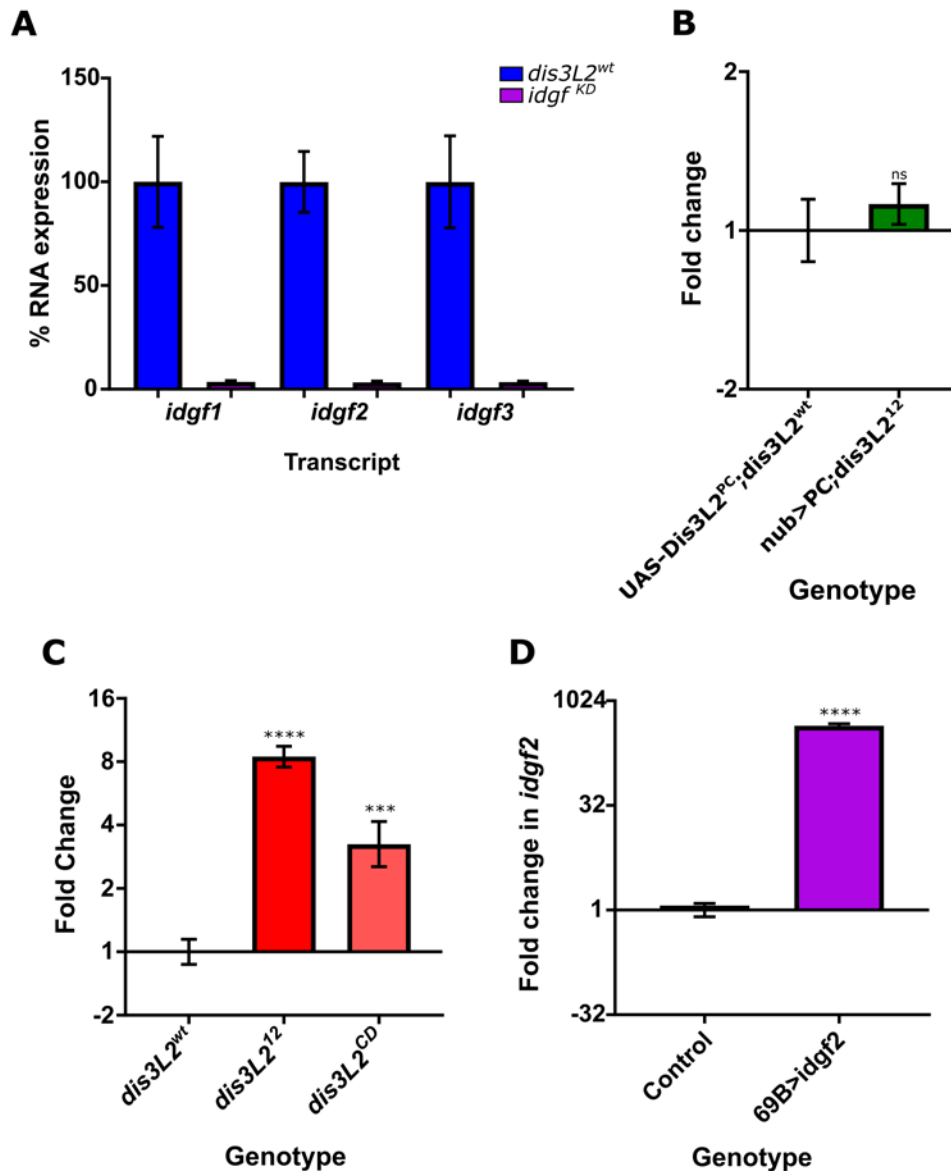 A
% RNA expression
150
100
50
0
dis3L2wt
idgf KD
idgf1 idgf2 idgf3
Transcript
B
Fold change
2
1
-2
ns
UAS-Dis3L2PC;dis3L2wt
nub>PC;dis3L212
Genotype
C
Fold Change
16
8
4
2
1
-2
****
***
dis3L2wt
dis3L212
dis3L2CD
Genotype
D
Fold change in idgf2
1024
32
1
-32
****
Control
69B>idgf2
Genotype